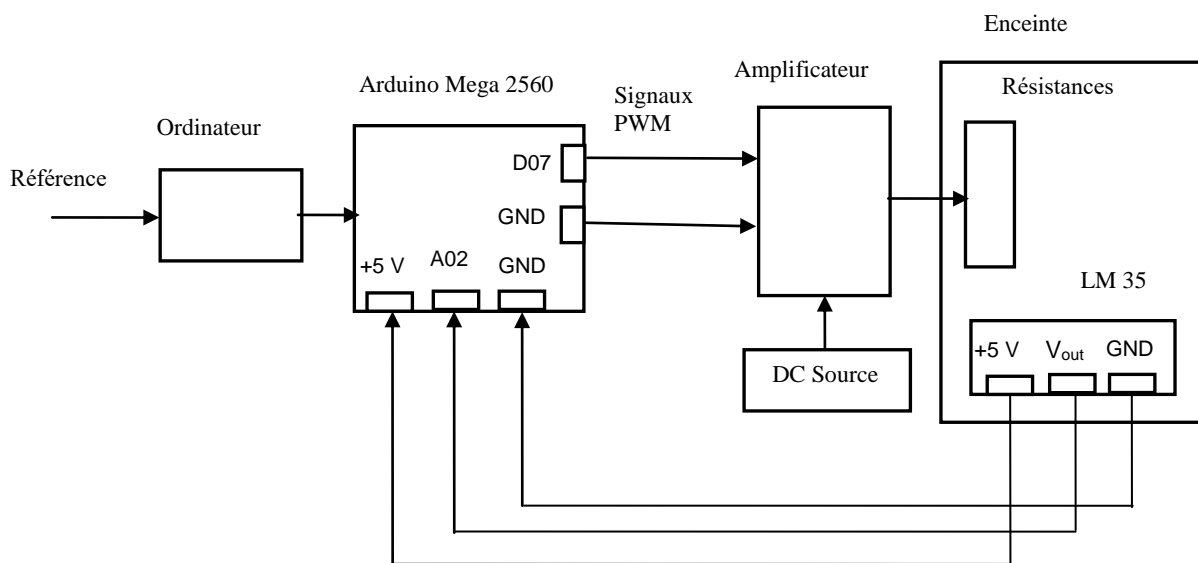 Enceinte
Amplificateur
Arduino Mega 2560
Résistances
Signaux
PWM
Ordinateur
D07
Référence
GND
+5 V
A02
GND
LM 35
+5 V
Vout
GND
DC Source